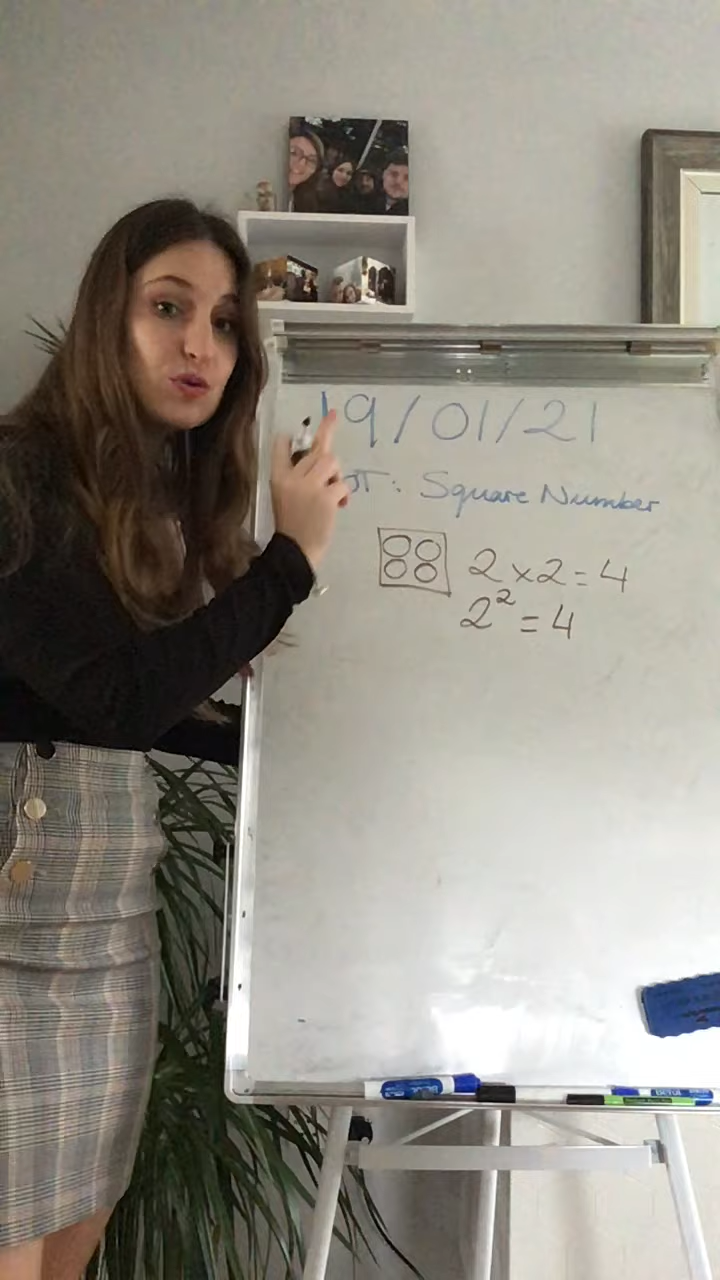 19/01/21
: Square Number
2 x 2 = 4
2² = 4